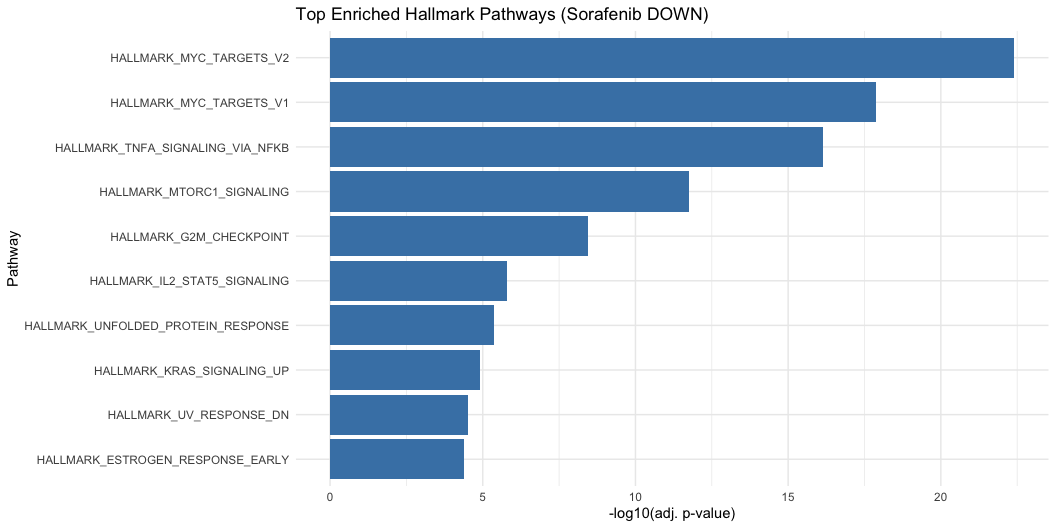 Top Enriched Hallmark Pathways (Sorafenib DOWN)
Pathway
HALLMARK_MYC_TARGETS_V2
HALLMARK_MYC_TARGETS_V1
HALLMARK_TNFA_SIGNALING_VIA_NFKB
HALLMARK_MTORC1_SIGNALING
HALLMARK_G2M_CHECKPOINT
HALLMARK_IL2_STAT5_SIGNALING
HALLMARK_UNFOLDED_PROTEIN_RESPONSE
HALLMARK_KRAS_SIGNALING_UP
HALLMARK_UV_RESPONSE_DN
HALLMARK_ESTROGEN_RESPONSE_EARLY
0 5 10 15 20
-log10(adj. p-value)